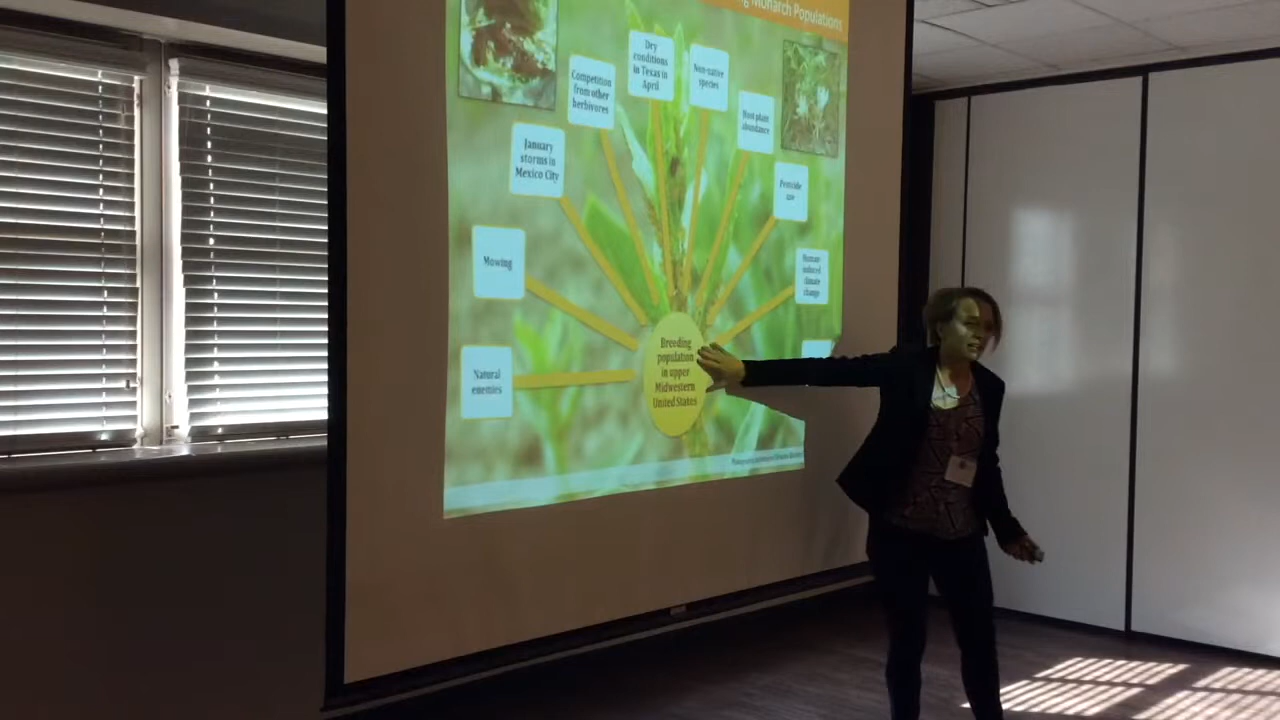 Monarch Populations
Dry
conditions
in Texas in
April
Non-native
species
Competition
from other
herbivores
Host plant
abundance
January
storms in
Mexico City
Pesticide
use
Mowing
Human-
induced
climate
change
Natural
enemies
Breeding
population
in upper
Midwestern
United States